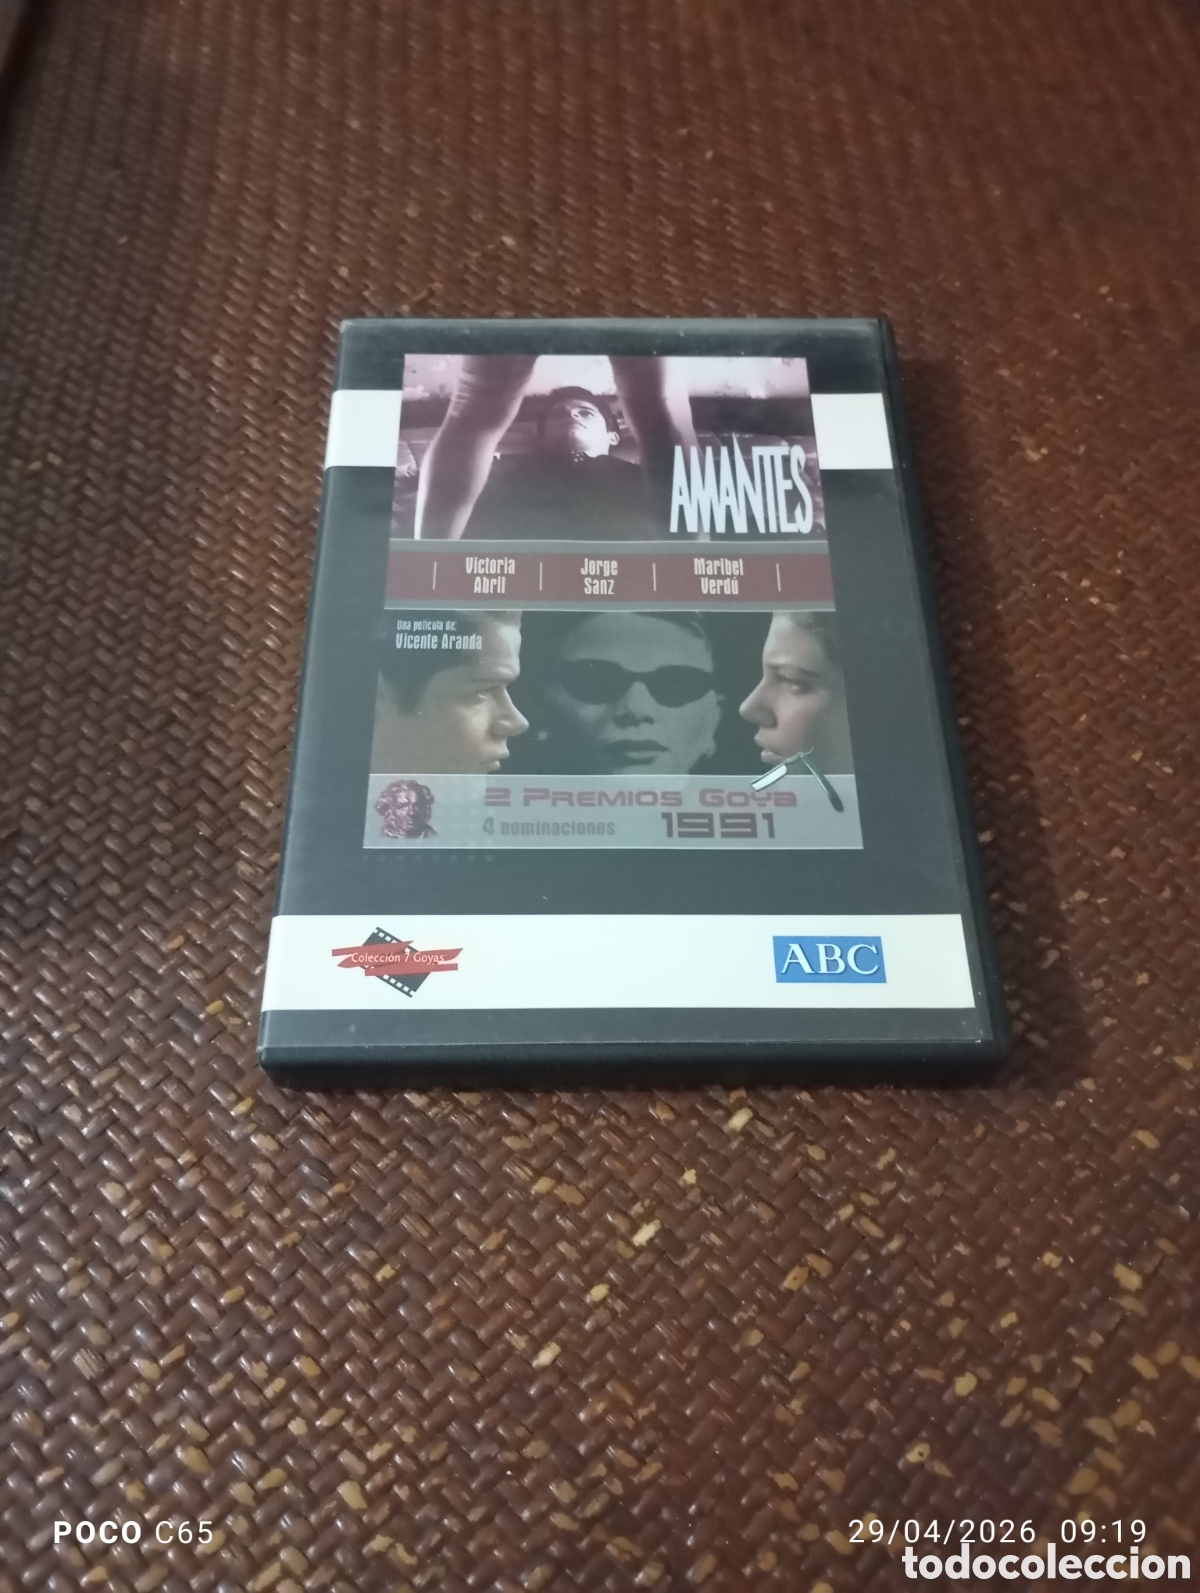 AMANTES
Victoria Abril
Jorge Sanz
Maribel Verdú
Una película de:
Vicente Aranda
2 PREMIOS GOYA
4 nominaciones 1991
Colección 7 Goyas
ABC
POCO C65
29/04/2026 09:19
todocoleccion